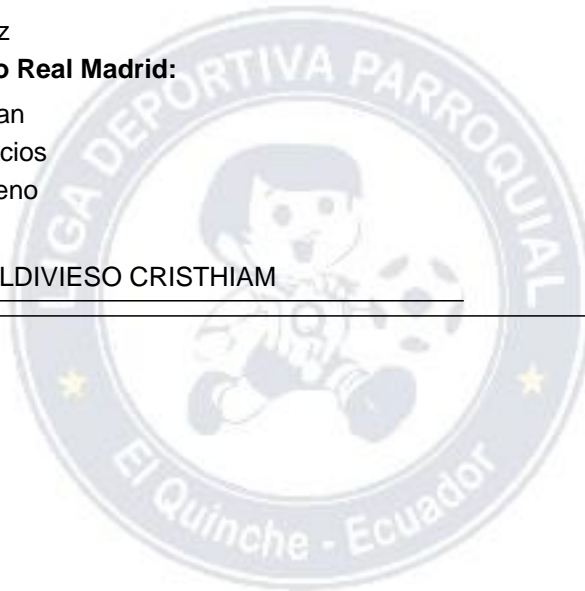 z
o Real Madrid:
an
cios
eno
LDIVIESO CRISTHIAM
LIGA DEPORTIVA PARROQUIAL
Q
El Quinche - Ecuador